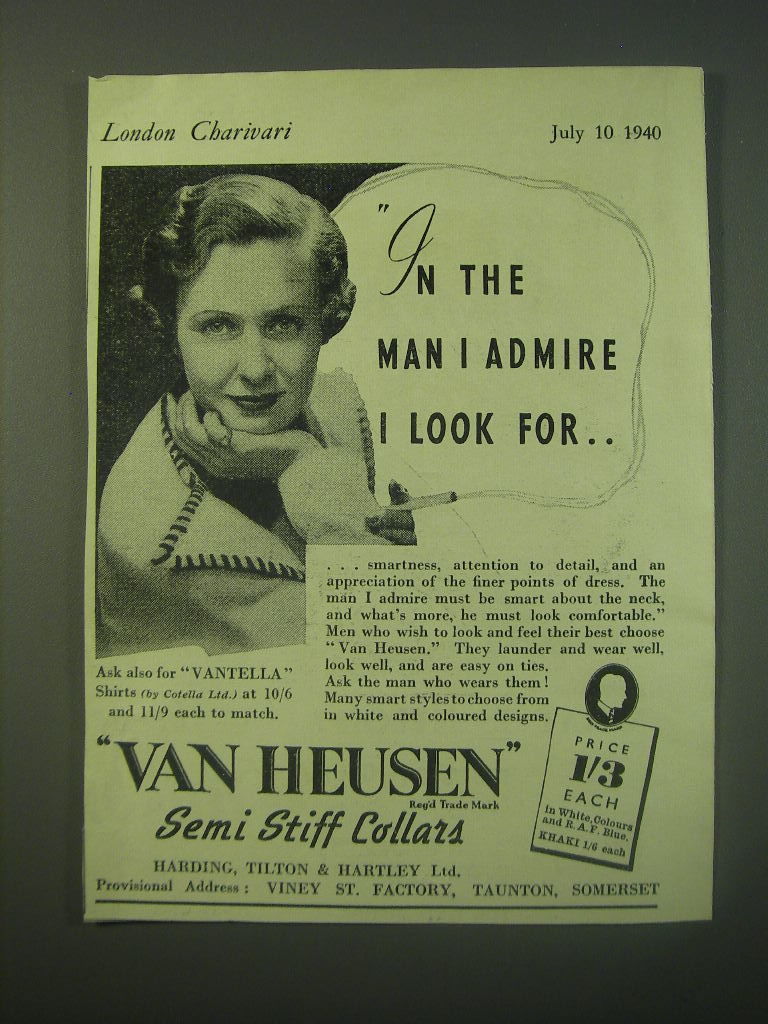 London Charivari
July 10 1940
"In the
MAN I ADMIRE
I LOOK FOR..
. . . smartness, attention to detail, and an
appreciation of the finer points of dress. The
man I admire must be smart about the neck,
and what's more, he must look comfortable."
Men who wish to look and feel their best choose
"Van Heusen." They launder and wear well,
look well, and are easy on ties.
Ask the man who wears them!
Many smart styles to choose from
in white and coloured designs.
Ask also for "VANTELLA"
Shirts (by Cotella Ltd.) at 10/6
and 11/9 each to match.
"VAN HEUSEN"
Reg'd Trade Mark
Semi Stiff Collars
PRICE
1/3
EACH
in White, Colours
and R.A.F. Blue.
KHAKI 1/6 each
HARDING, TILTON & HARTLEY Ltd.
Provisional Address: VINEY ST. FACTORY, TAUNTON, SOMERSET